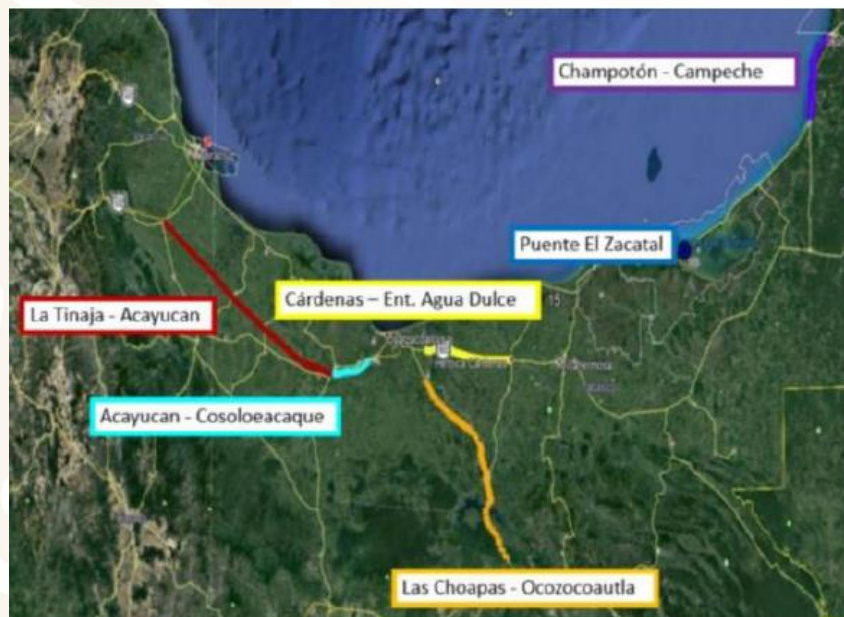 Champotón - Campeche
Puente El Zacatal
Cárdenas – Ent. Agua Dulce
15
La Tinaja - Acayucan
Acayucan - Cosoloeacaque
Las Choapas - Ocozocoautla